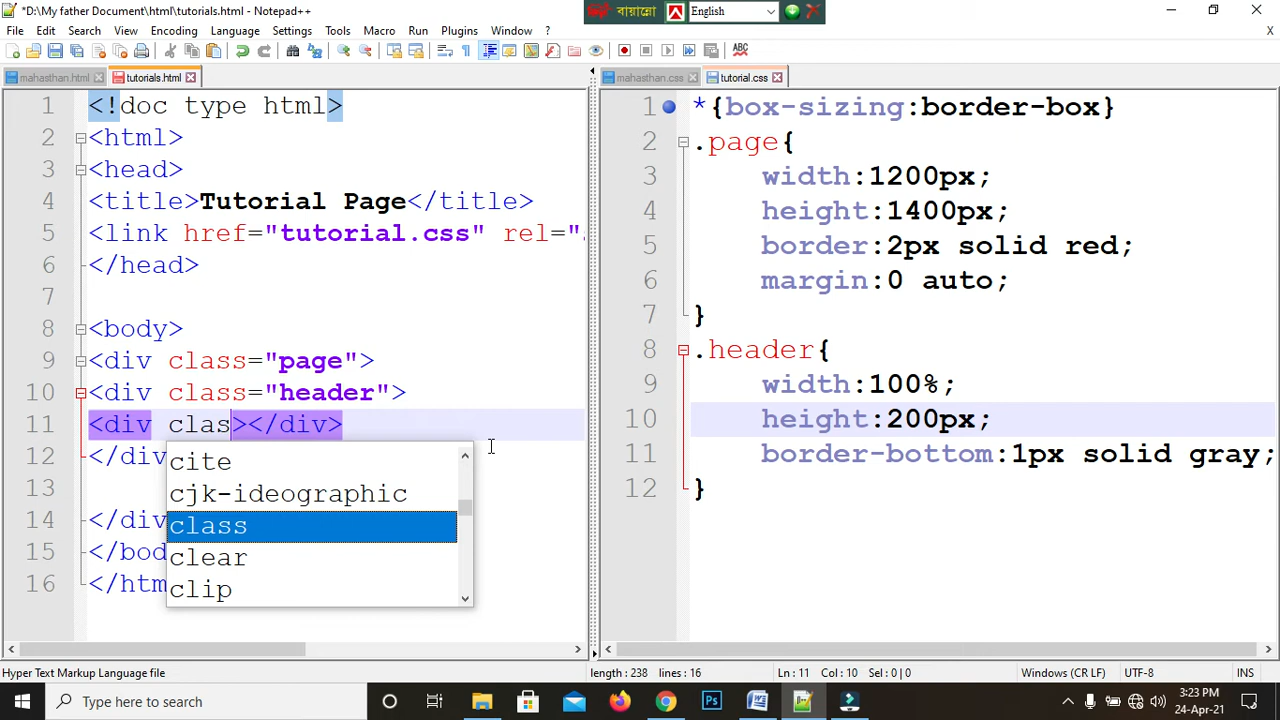 *D:\My father Document\html\tutorials.html - Notepad++
বায়ান্নো English
File Edit Search View Encoding Language Settings Tools Macro Run Plugins Window ? X
ABC
mahasthan.html tutorials.html
mahasthan.css tutorial.css
1 <!doc type html>
2 <html>
3 <head>
4 <title>Tutorial Page</title>
5 <link href="tutorial.css" rel="
6 </head>
7
8 <body>
9 <div class="page">
10 <div class="header">
11 <div clas></div>
12 </div
13
14 </div
15 </bod
16 </htm
cite
cjk-ideographic
class
clear
clip
1 *{box-sizing:border-box}
2 .page{
3 width:1200px;
4 height:1400px;
5 border:2px solid red;
6 margin:0 auto;
7 }
8 .header{
9 width:100%;
10 height:200px;
11 border-bottom:1px solid gray;
12 }
Hyper Text Markup Language file length : 238 lines : 16 Ln : 11 Col : 10 Sel : 0 | 0 Windows (CR LF) UTF-8 INS
Type here to search
Ps W
3:23 PM
24-Apr-21